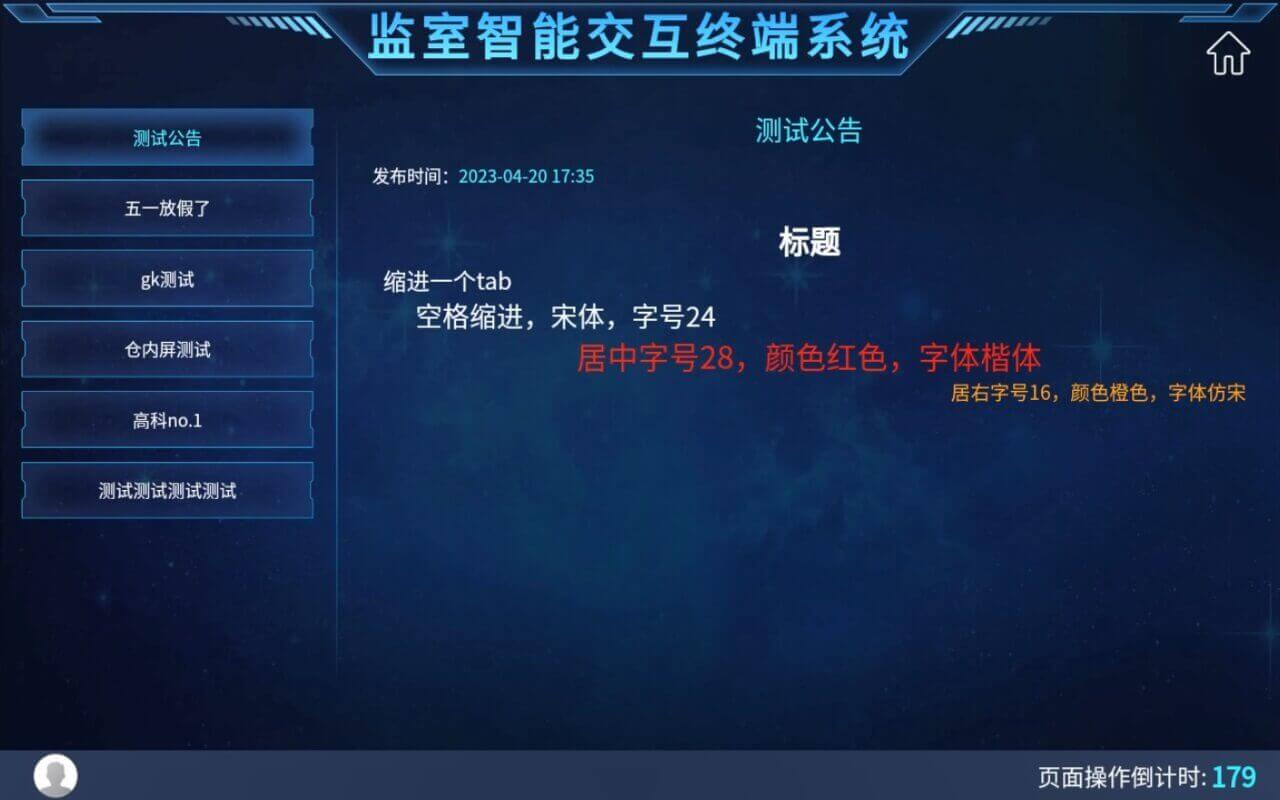 监室智能交互终端系统
测试公告
五一放假了
gk测试
仓内屏测试
高科no.1
测试测试测试测试
测试公告
发布时间：2023-04-20 17:35
标题
缩进一个tab
空格缩进，宋体，字号24
居中字号28，颜色红色，字体楷体
居右字号16，颜色橙色，字体仿宋
页面操作倒计时: 179